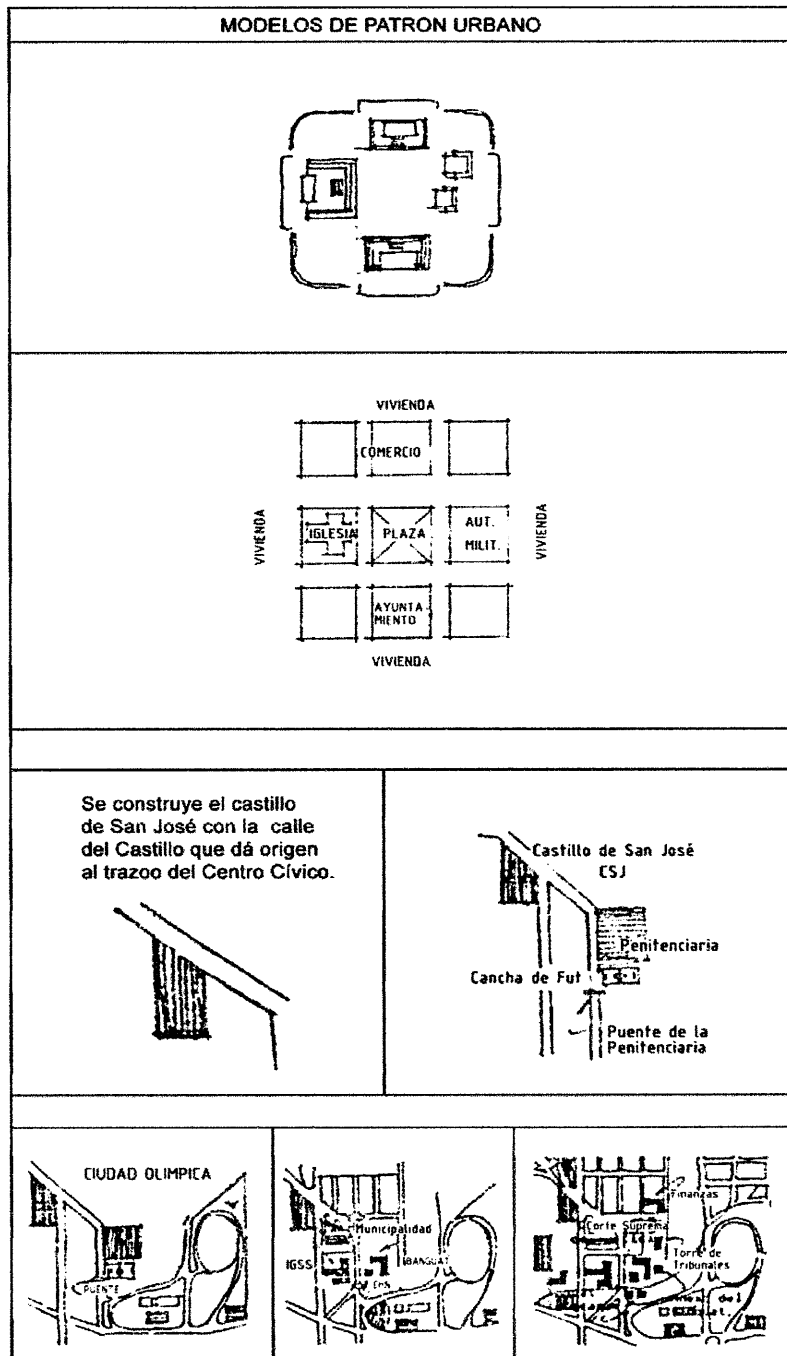 MODELOS DE PATRON URBANO
VIVIENDA
COMERCIO
VIVIENDA
IGLESIA
PLAZA
AUT.
MILIT.
VIVIENDA
AYUNTA
MIENTO
VIVIENDA
Se construye el castillo
de San José con la calle
del Castillo que dá origen
al trazoo del Centro Cívico.
Castillo de San José
CSJ
Penitenciaria
Cancha de Fut
Puente de la
Penitenciaria
CIUDAD OLIMPICA
PUENTE
Municipalidad
IGSS
BANGUAT
Finanzas
Corte Suprema
Torre de
Tribunales